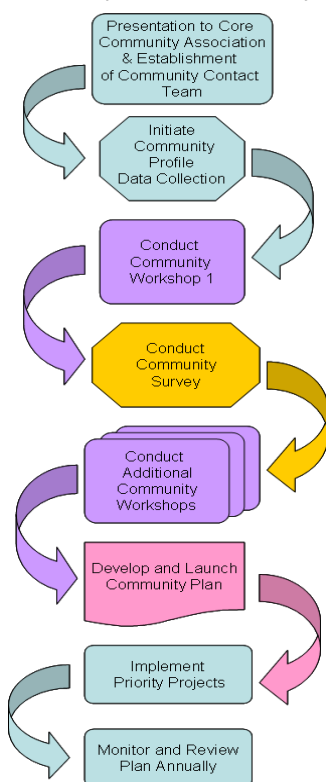 Presentation to Core
Community Association
& Establishment
of Community Contact
Team
Initiate
Community
Profile
Data Collection
Conduct
Community
Workshop 1
Conduct
Community
Survey
Conduct
Additional
Community
Workshops
Develop and Launch
Community Plan
Implement
Priority Projects
Monitor and Review
Plan Annually